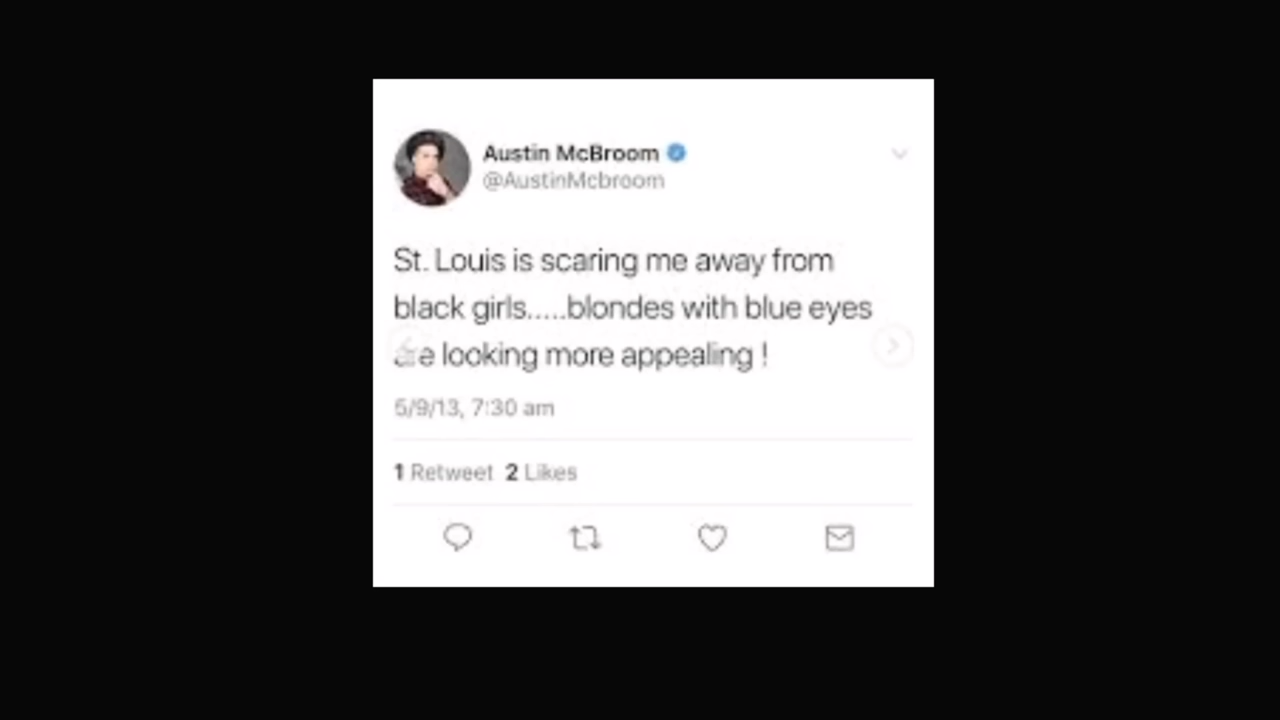 Austin McBroom
@AustinMcbroom
St. Louis is scaring me away from
black girls.....blondes with blue eyes
are looking more appealing !
5/9/13, 7:30 am
1 Retweet 2 Likes